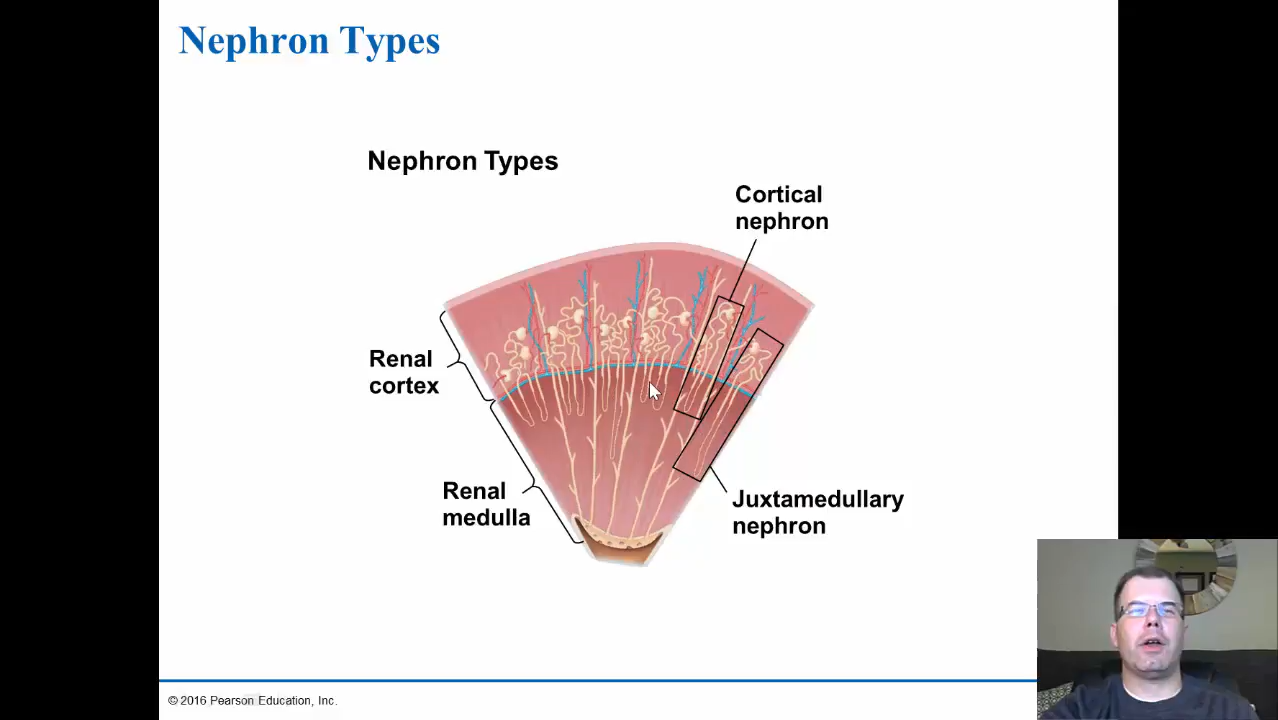 Nephron Types
Nephron Types
Cortical
nephron
Renal
cortex
Renal
medulla
Juxtamedullary
nephron
© 2016 Pearson Education, Inc.